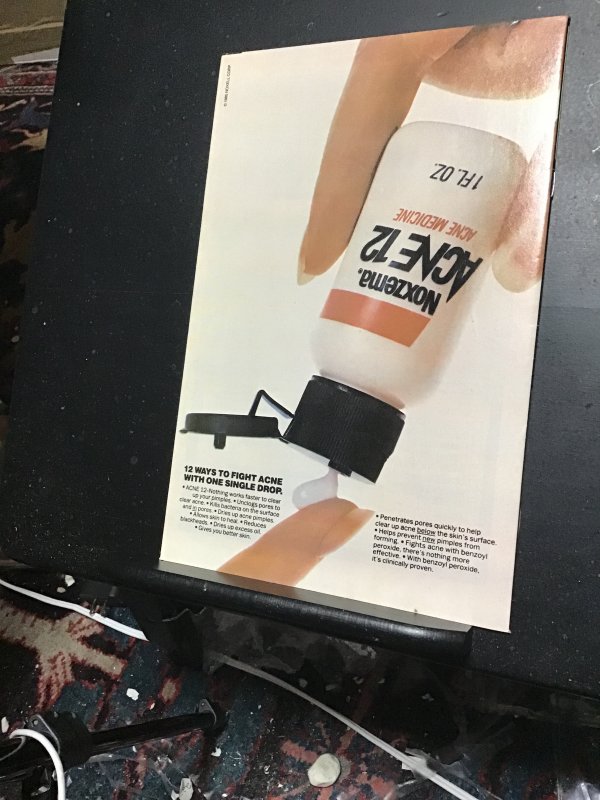 1 FL. OZ.
ACNE MEDICINE
ACNE 12
Noxzema.
12 WAYS TO FIGHT ACNE
WITH ONE SINGLE DROP.
• ACNE 12-Nothing works faster to clear
up your pimples. • Unclogs pores to
clear acne. • Kills bacteria on the surface
and in pores. • Dries up acne pimples.
• Allows skin to heal. • Reduces
blackheads. • Dries up excess oil.
• Gives you better skin.
• Penetrates pores quickly to help
clear up acne below the skin's surface.
• Helps prevent new pimples from
forming. • Fights acne with benzoyl
peroxide, there's nothing more
effective. • With benzoyl peroxide,
it's clinically proven.